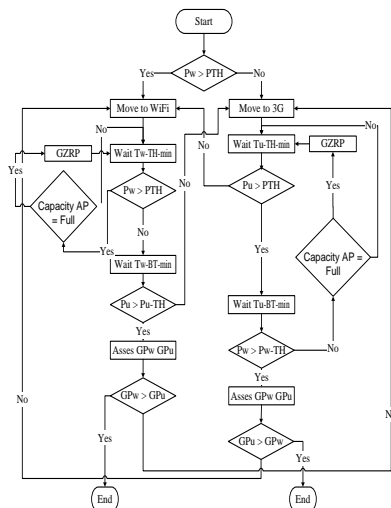 Start
Pw > PTH
Yes
No
Move to WiFi
Move to 3G
No
No
GZRP
Wait Tw-TH-min
Wait Tu-TH-min
GZRP
Yes
No
No
Yes
Pw > PTH
Pu > PTH
Capacity AP
= Full
Yes
No
Yes
Capacity AP =
Full
Wait Tw-BT-min
Wait Tu-BT-min
Pu > Pu-TH
Pw > Pw-TH
No
Yes
Yes
Asses GPw GPu
Asses GPw GPu
GPw > GPu
No
No
Yes
GPu > GPw
Yes
End
End